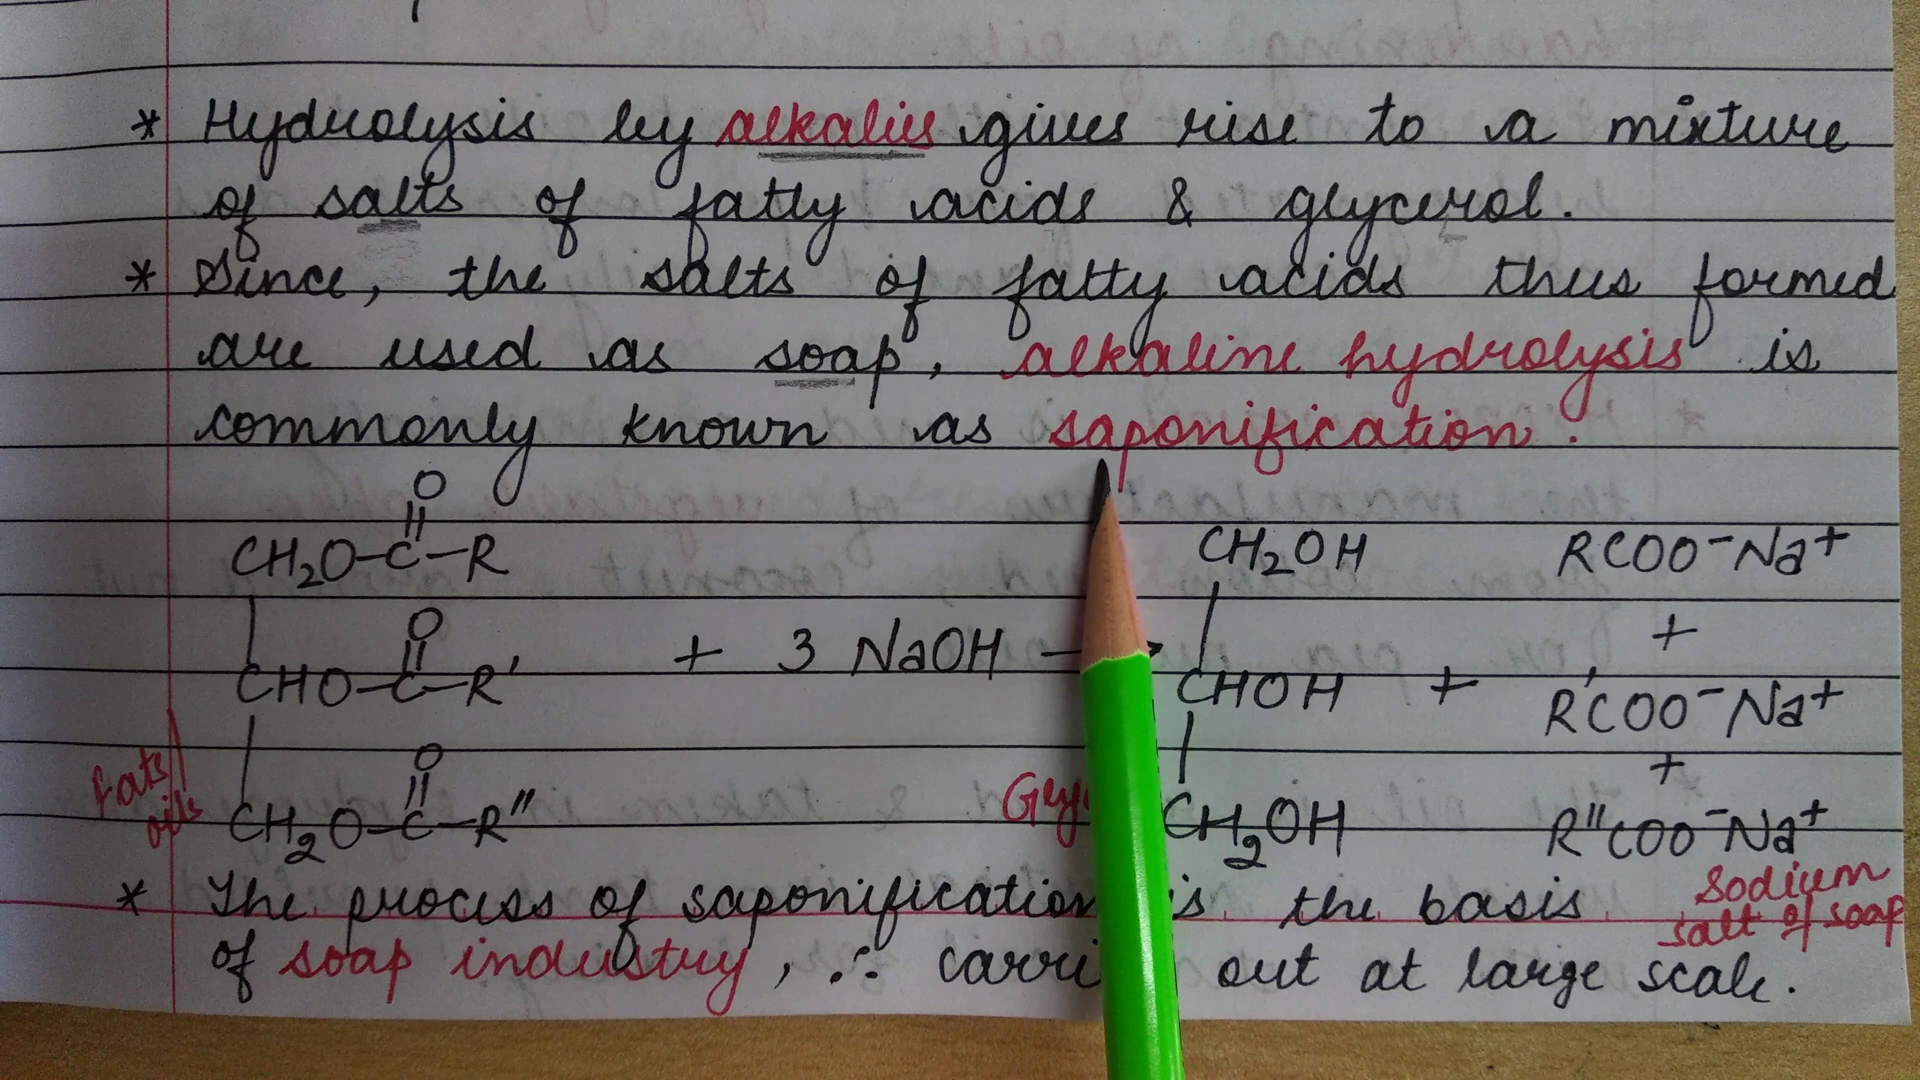 * Hydrolysis by alkalies gives rise to a mixture
of salts of fatty acids & glycerol.
* Since, the salts of fatty acids thus formed
are used as soap, alkaline hydrolysis is
commonly known as saponification.
O
CH₂O-C-R CH₂OH RCOO⁻Na⁺
O +
CHO-C-R' + 3 NaOH → CHOH + R'COO⁻Na⁺
O +
fats
oils CH₂O-C-R" CH₂OH R"COO⁻Na⁺
* The process of saponification is the basis Sodium
salt of soap
of soap industry, ∴ out at large scale.